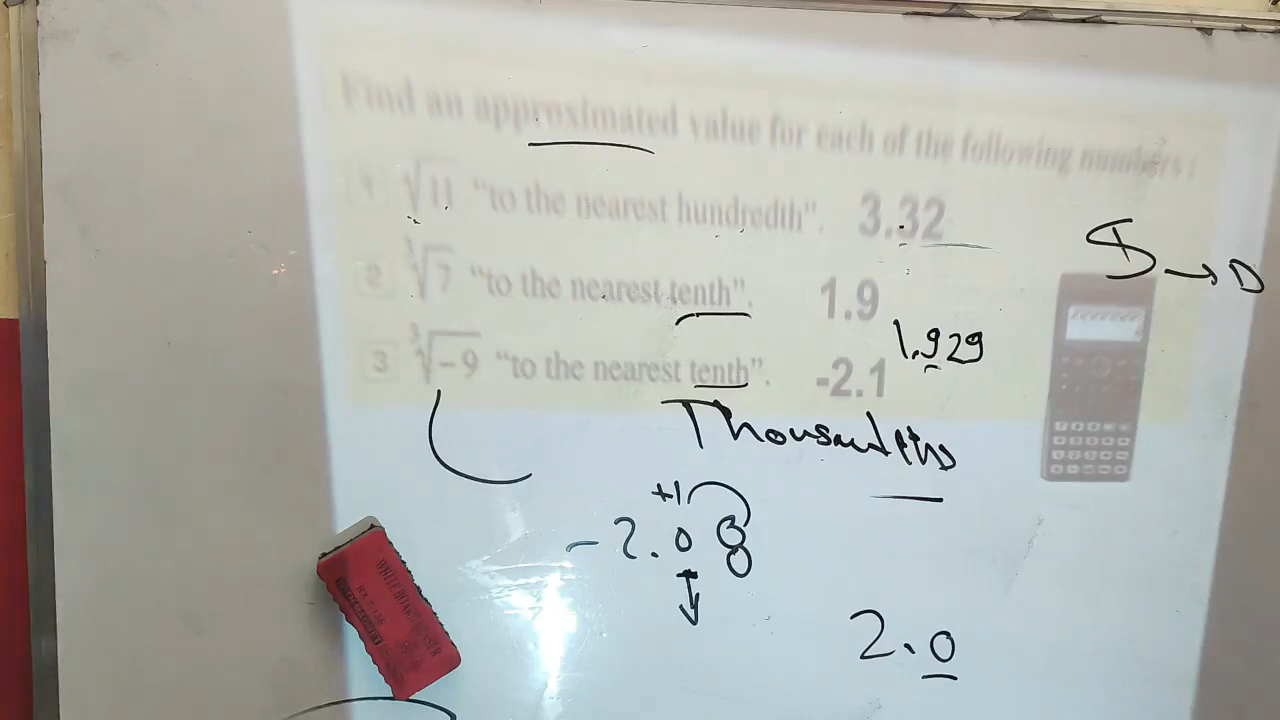 Find an approximated value for each of the following numbers :
1 √11 "to the nearest hundredth". 3.32
S→D
2 ∛7 "to the nearest tenth". 1.9
1.929
3 ∛-9 "to the nearest tenth". -2.1
Thousandths
+1
-2.08
2.0
WHITEBOARD